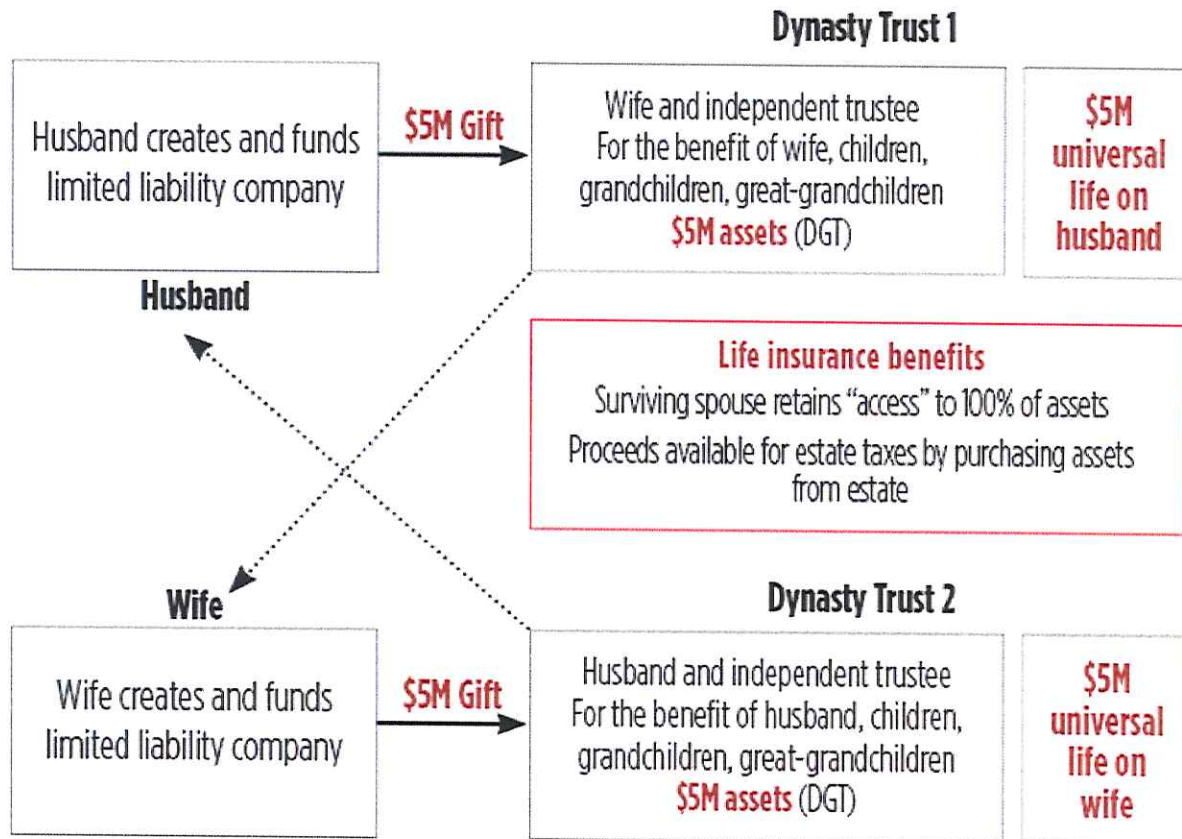 Dynasty Trust 1
Husband creates and funds
limited liability company
$5M Gift
Wife and independent trustee
For the benefit of wife, children,
grandchildren, great-grandchildren
$5M assets (DGT)
$5M
universal
life on
husband
Husband
Life insurance benefits
Surviving spouse retains “access” to 100% of assets
Proceeds available for estate taxes by purchasing assets
from estate
Wife
Dynasty Trust 2
Wife creates and funds
limited liability company
$5M Gift
Husband and independent trustee
For the benefit of husband, children,
grandchildren, great-grandchildren
$5M assets (DGT)
$5M
universal
life on
wife